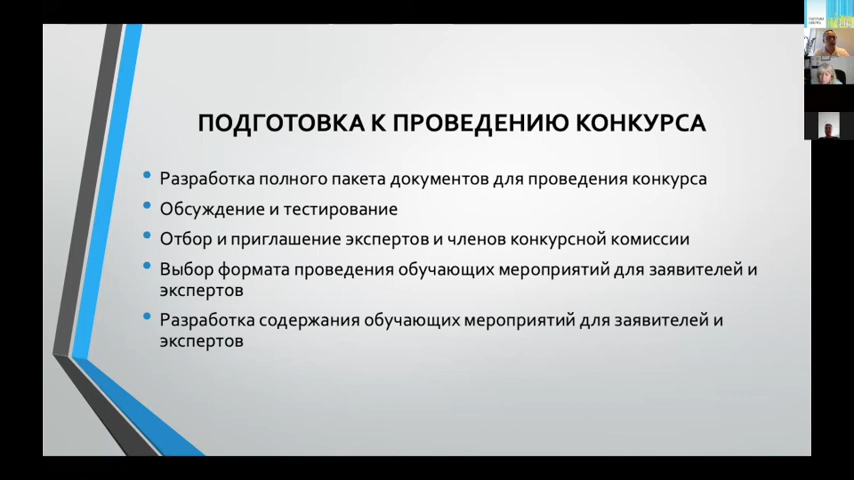 ПОДГОТОВКА К ПРОВЕДЕНИЮ КОНКУРСА
• Разработка полного пакета документов для проведения конкурса
• Обсуждение и тестирование
• Отбор и приглашение экспертов и членов конкурсной комиссии
• Выбор формата проведения обучающих мероприятий для заявителей и
экспертов
• Разработка содержания обучающих мероприятий для заявителей и
экспертов